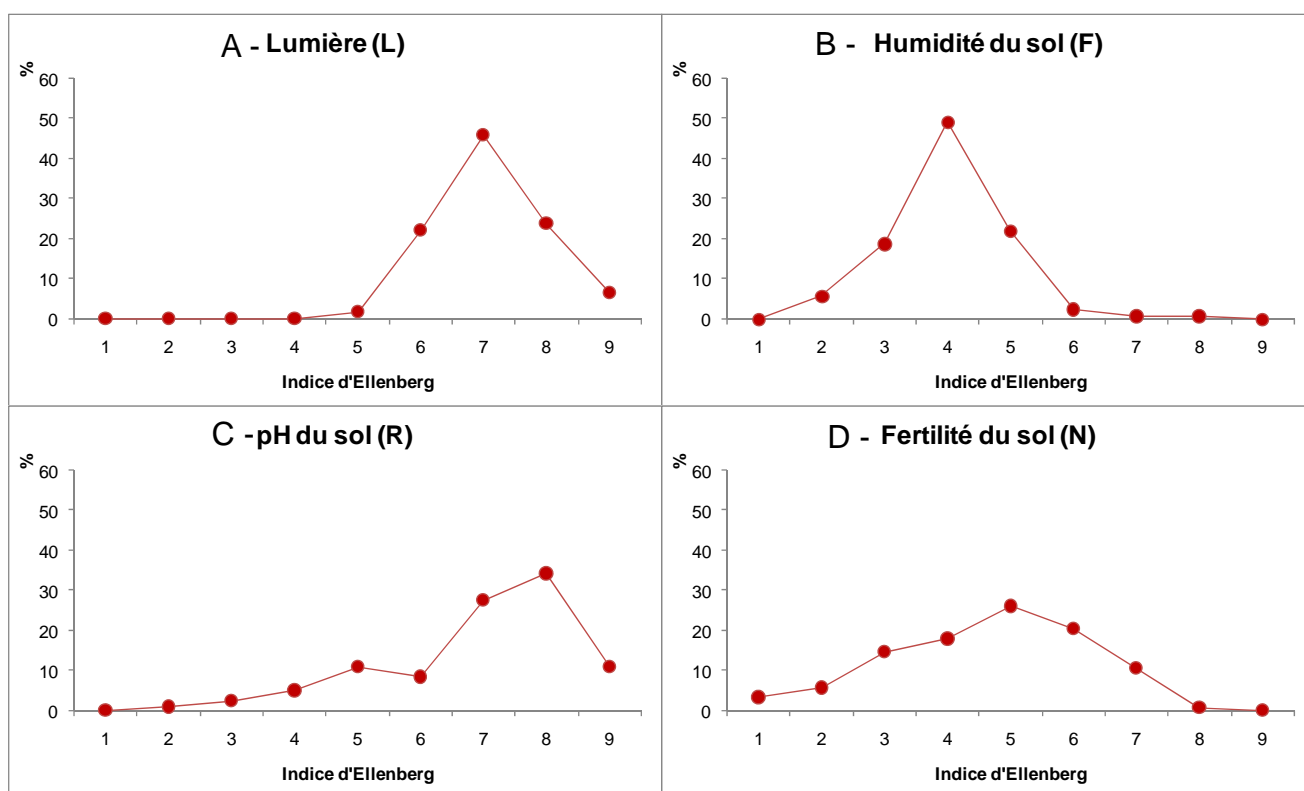 A - Lumière (L)
%
60
50
40
30
20
10
0
1 2 3 4 5 6 7 8 9
Indice d'Ellenberg
B - Humidité du sol (F)
%
60
50
40
30
20
10
0
1 2 3 4 5 6 7 8 9
Indice d'Ellenberg
C - pH du sol (R)
%
60
50
40
30
20
10
0
1 2 3 4 5 6 7 8 9
Indice d'Ellenberg
D - Fertilité du sol (N)
%
60
50
40
30
20
10
0
1 2 3 4 5 6 7 8 9
Indice d'Ellenberg